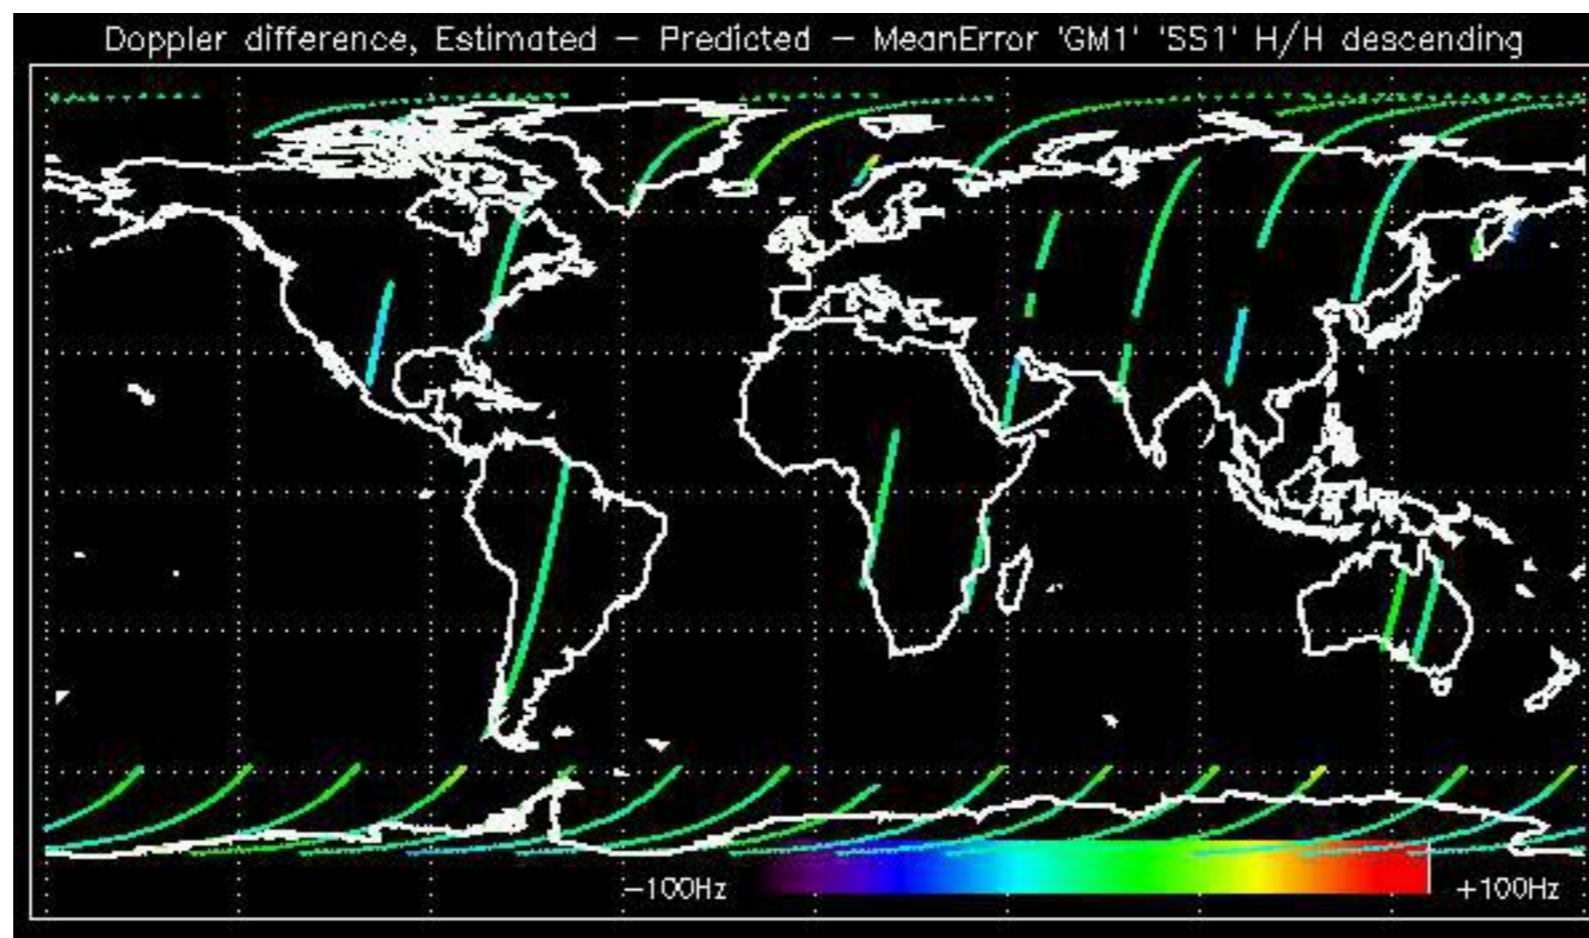 Doppler difference, Estimated – Predicted – MeanError 'GM1' 'SS1' H/H descending
–100Hz
+100Hz